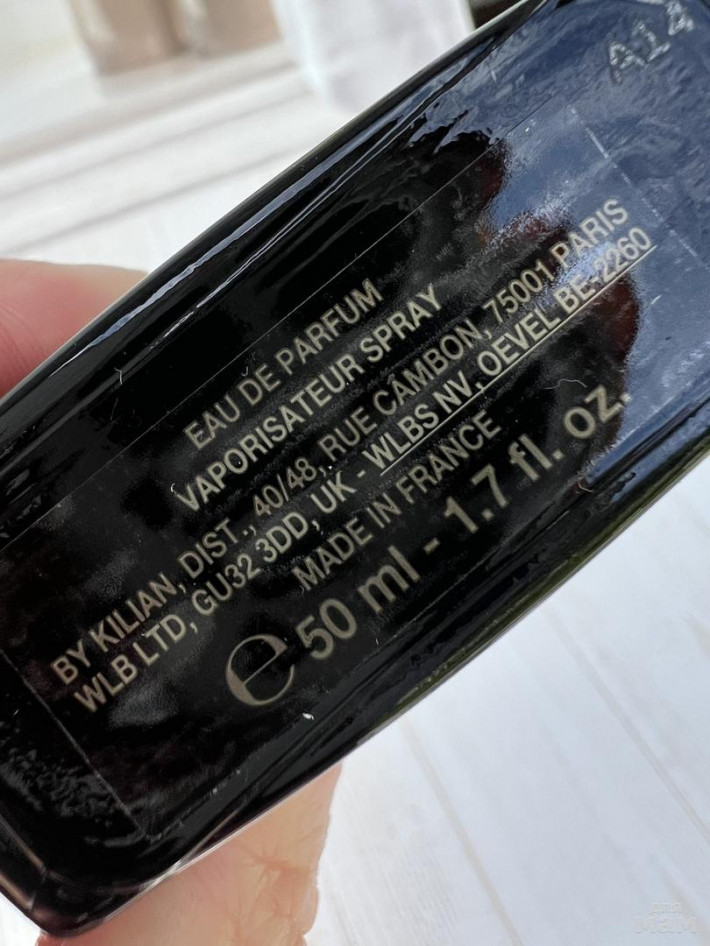 A14
EAU DE PARFUM
VAPORISATEUR SPRAY
BY KILIAN, DIST., 40/48, RUE CAMBON, 75001 PARIS
WLB LTD, GU32 3DD, UK - WLBS NV, OEVEL BE-2260
MADE IN FRANCE
e 50 ml - 1.7 fl. oz.